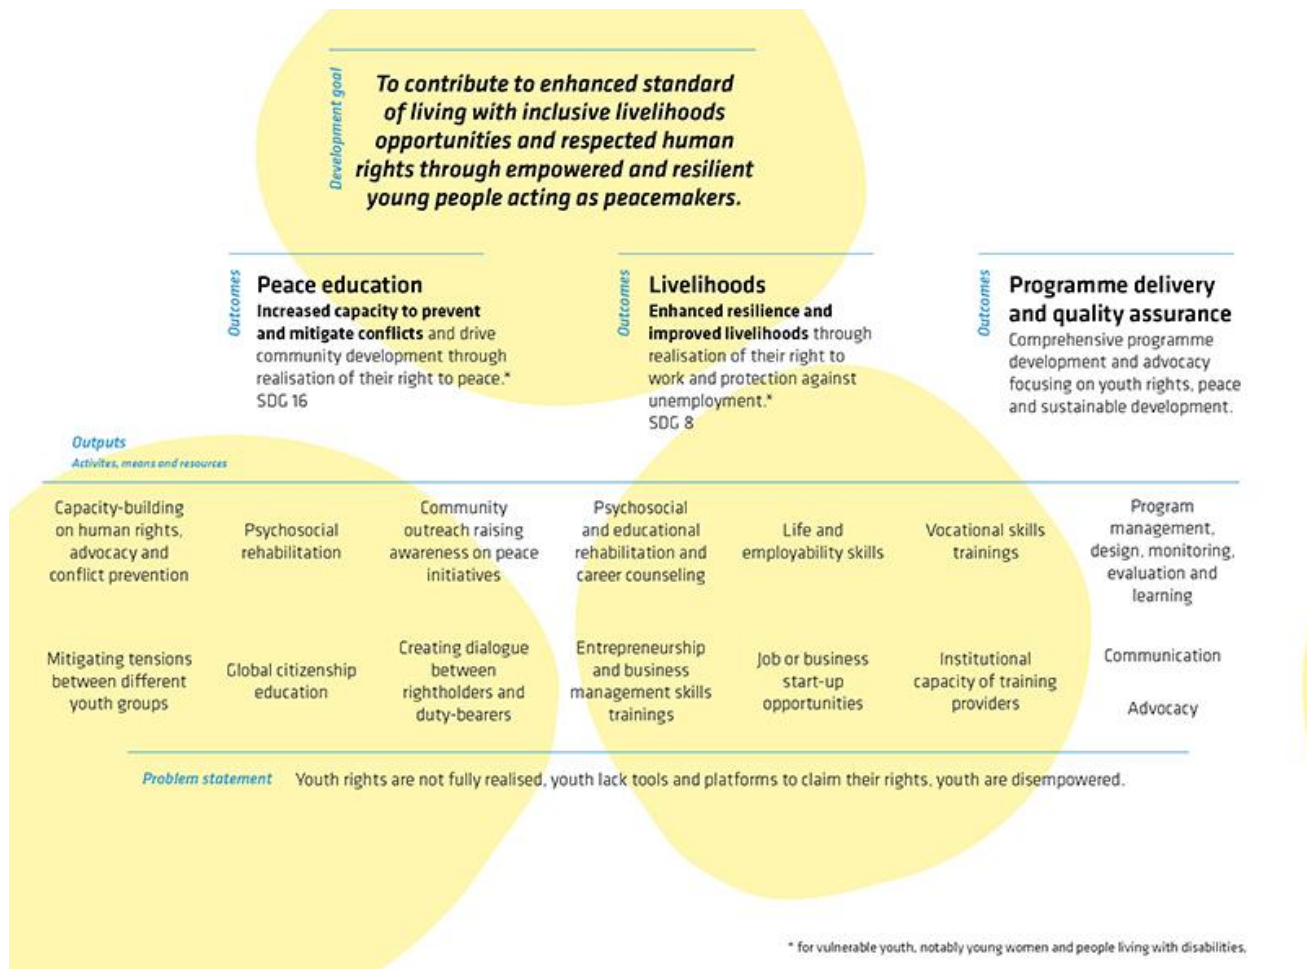 Development goal
To contribute to enhanced standard
of living with inclusive livelihoods
opportunities and respected human
rights through empowered and resilient
young people acting as peacemakers.
Outcomes
Peace education
Increased capacity to prevent
and mitigate conflicts and drive
community development through
realisation of their right to peace.*
SDG 16
Outcomes
Livelihoods
Enhanced resilience and
improved livelihoods through
realisation of their right to
work and protection against
unemployment.*
SDG 8
Outcomes
Programme delivery
and quality assurance
Comprehensive programme
development and advocacy
focusing on youth rights, peace
and sustainable development.
Outputs
Activites, means and resources
Capacity-building
on human rights,
advocacy and
conflict prevention
Psychosocial
rehabilitation
Community
outreach raising
awareness on peace
initiatives
Psychosocial
and educational
rehabilitation and
career counseling
Life and
employability skills
Vocational skills
trainings
Program
management,
design, monitoring,
evaluation and
learning
Mitigating tensions
between different
youth groups
Global citizenship
education
Creating dialogue
between
rightholders and
duty-bearers
Entrepreneurship
and business
management skills
trainings
Job or business
start-up
opportunities
Institutional
capacity of training
providers
Communication
Advocacy
Problem statement Youth rights are not fully realised, youth lack tools and platforms to claim their rights, youth are disempowered.
* for vulnerable youth, notably young women and people living with disabilities.